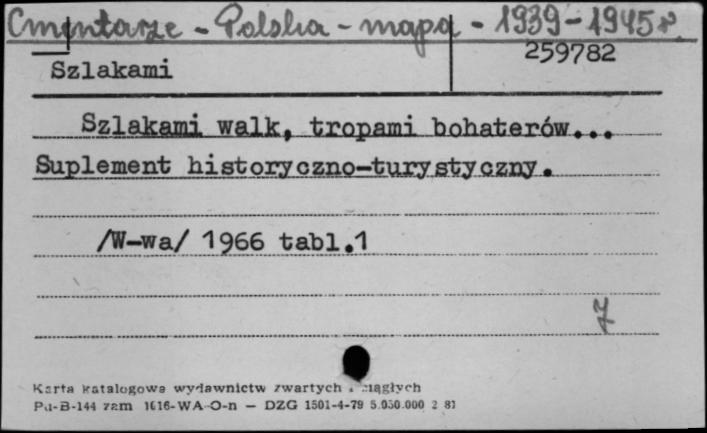 Cmentarze - Polska - mapa - 1939-1945 r.
259782
Szlakami
Szlakami walk, tropami bohaterów...
Suplement historyczno-turystyczny.
/W-wa/ 1966 tabl.1
7
Karta katalogowa wydawnictw zwartych i ciągłych
Pu-B-144 zam 1616-WA-O-n — DZG 1501-4-79 5.050.000 2 81